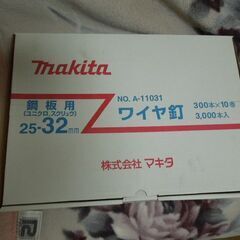 makita
鋼板用
(ユニクロ、スクリュウ)
25-32mm
NO. A-11031
ワイヤ釘
300本×10巻
3,000本入
株式会社 マキタ